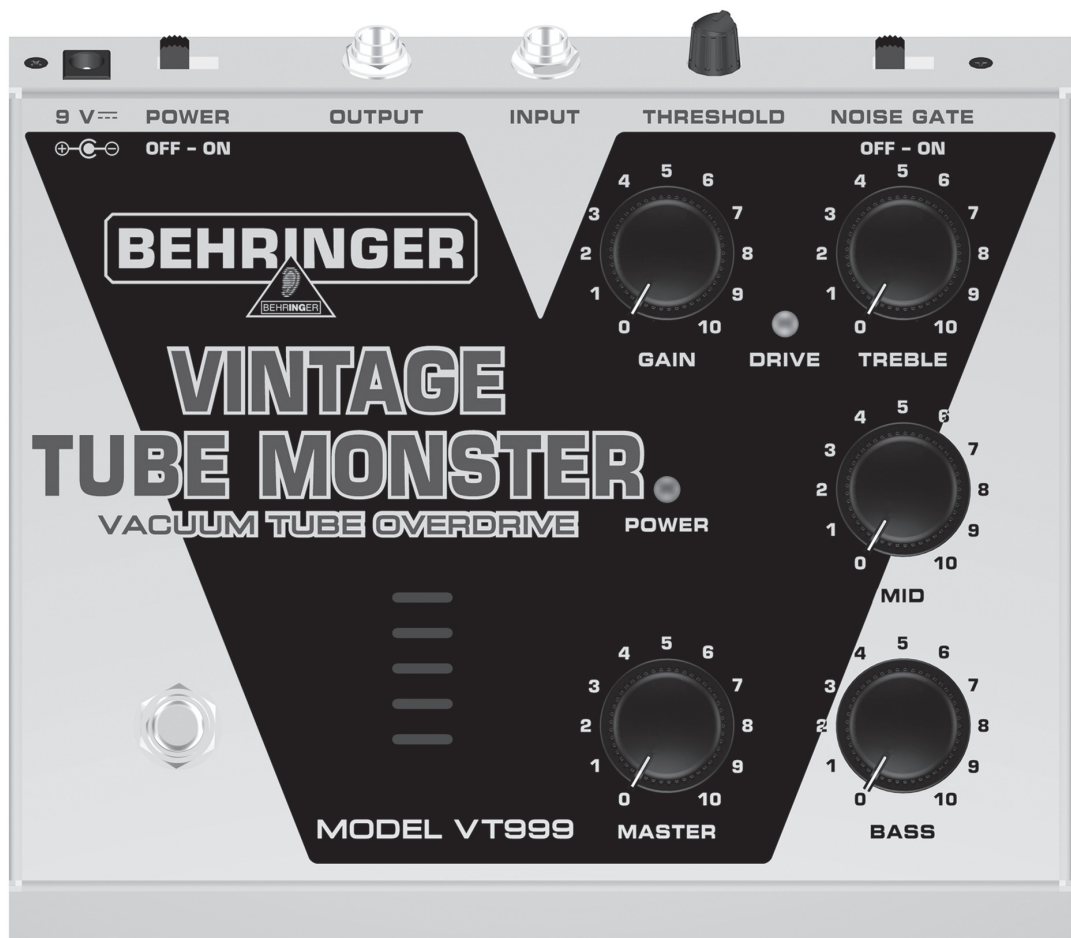 9 V POWER OUTPUT INPUT THRESHOLD NOISE GATE
OFF – ON OFF – ON
BEHRINGER
BEHRINGER
0 1 2 3 4 5 6 7 8 9 10
GAIN
DRIVE
0 1 2 3 4 5 6 7 8 9 10
TREBLE
VINTAGE
TUBE MONSTER
VACUUM TUBE OVERDRIVE
POWER
0 1 2 3 4 5 6 7 8 9 10
MID
0 1 2 3 4 5 6 7 8 9 10
MASTER
0 1 2 3 4 5 6 7 8 9 10
BASS
MODEL VT999